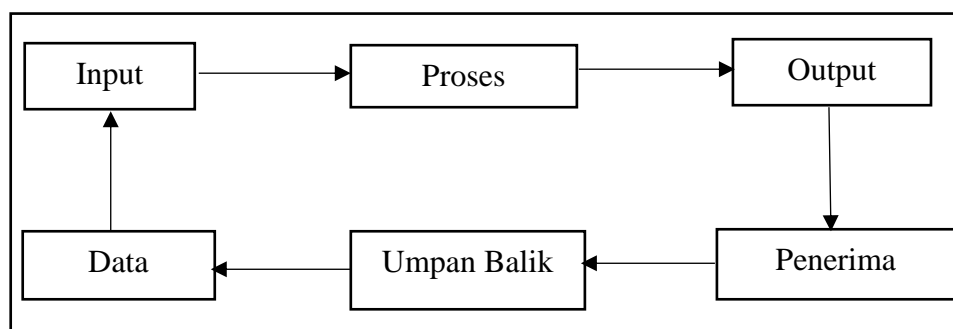 Input
Proses
Output
Data
Umpan Balik
Penerima